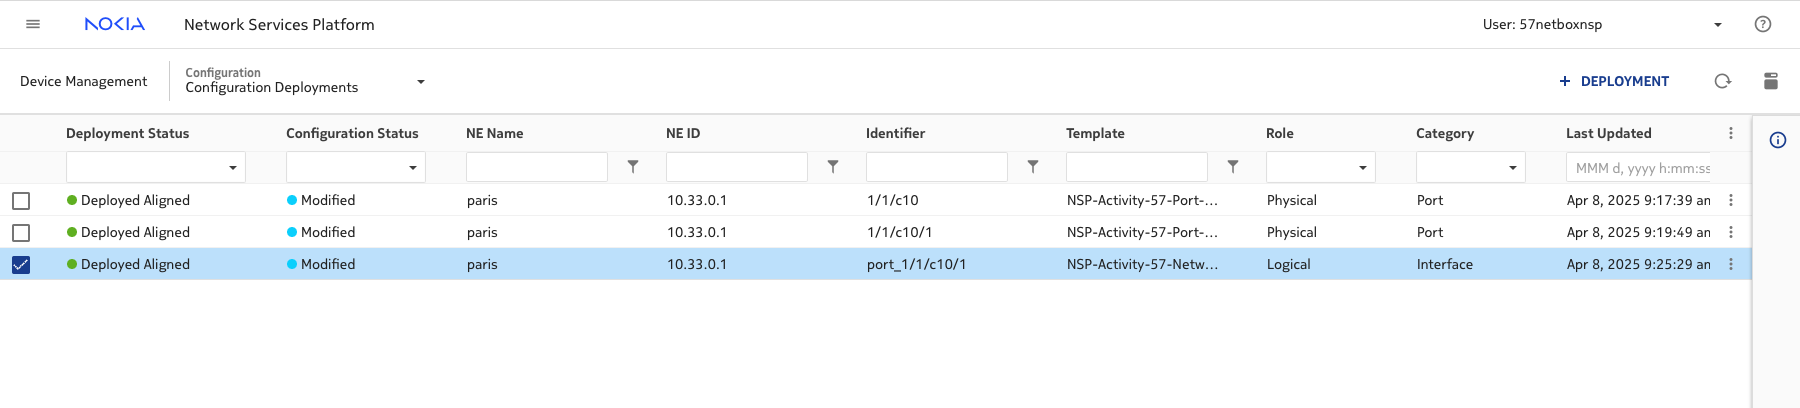 NOKIA Network Services Platform User: 57netboxnsp
Device Management Configuration
Configuration Deployments + DEPLOYMENT
Deployment Status Configuration Status NE Name NE ID Identifier Template Role Category Last Updated
MMM d, yyyy h:mm:ss
Deployed Aligned Modified paris 10.33.0.1 1/1/c10 NSP-Activity-57-Port-... Physical Port Apr 8, 2025 9:17:39 am
Deployed Aligned Modified paris 10.33.0.1 1/1/c10/1 NSP-Activity-57-Port-... Physical Port Apr 8, 2025 9:19:49 am
Deployed Aligned Modified paris 10.33.0.1 port_1/1/c10/1 NSP-Activity-57-Netw... Logical Interface Apr 8, 2025 9:25:29 am